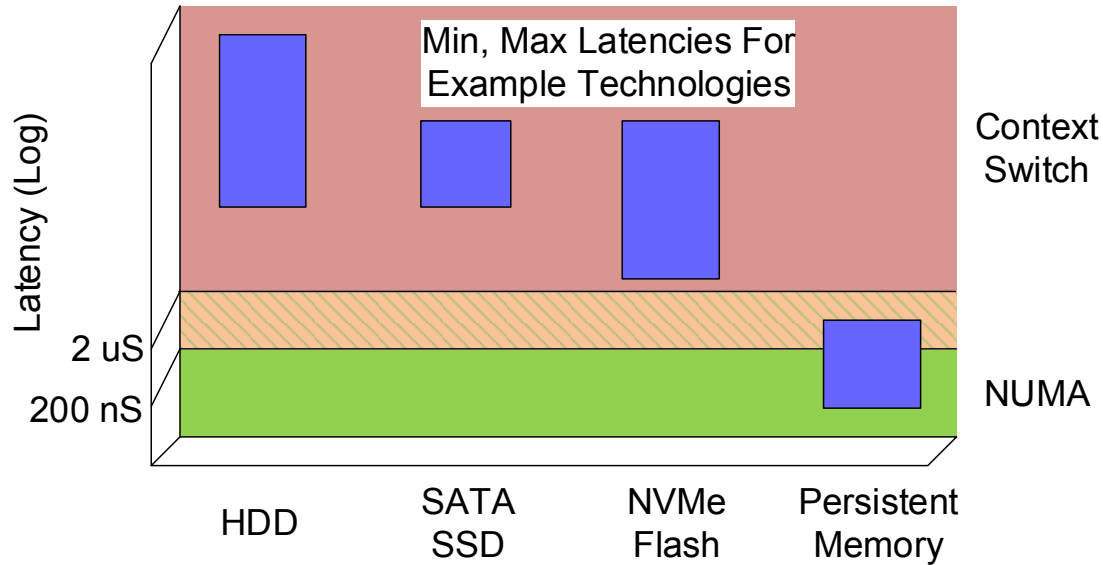 Min, Max Latencies For
Example Technologies
Latency (Log)
Context
Switch
2 uS
200 nS
NUMA
HDD
SATA
SSD
NVMe
Flash
Persistent
Memory